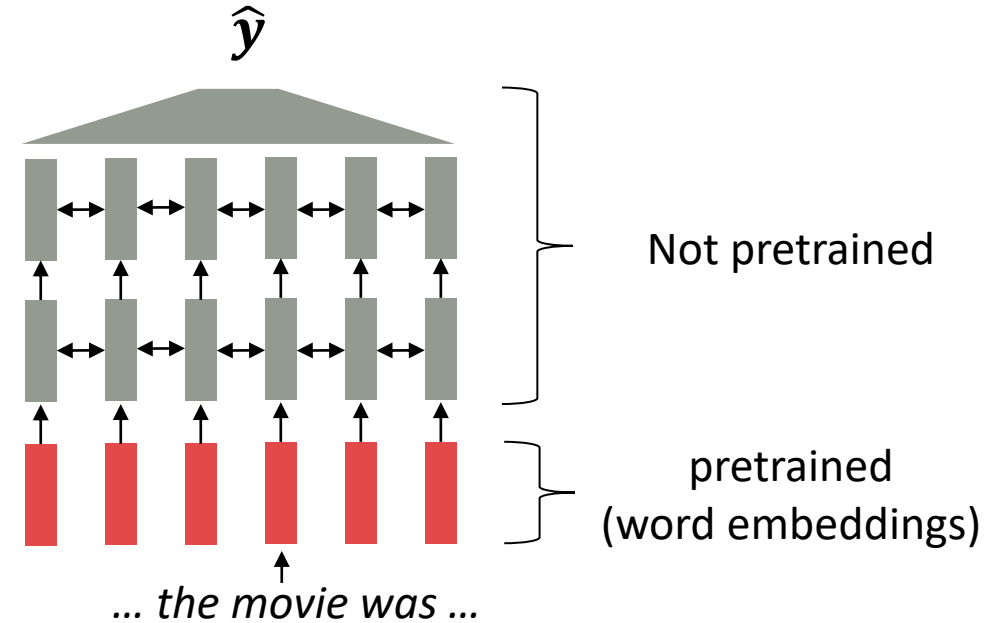 ŷ
Not pretrained
pretrained
(word embeddings)
… the movie was …